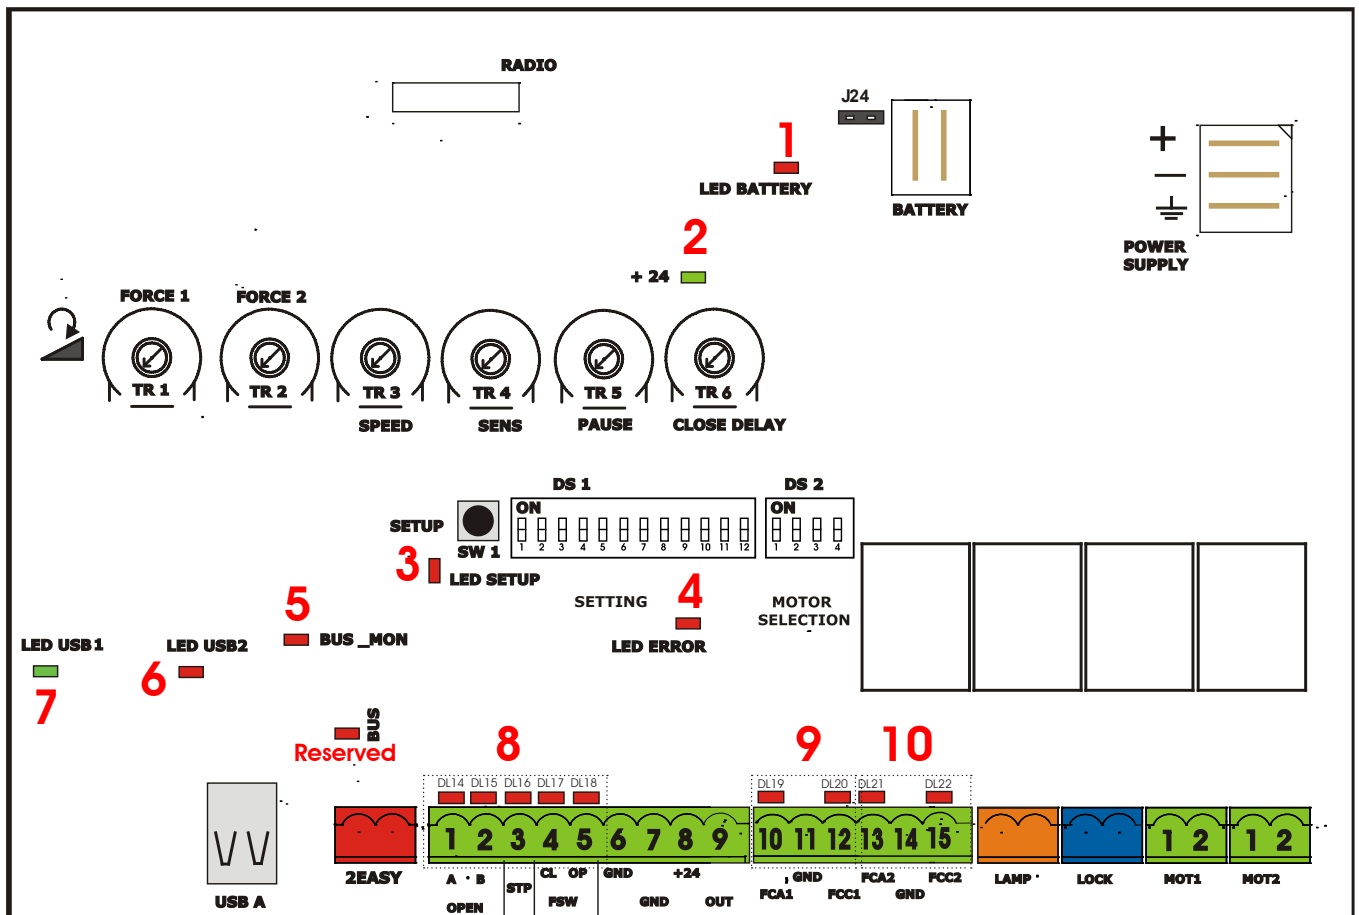 RADIO
J24
1
LED BATTERY
BATTERY
+
−
POWER
SUPPLY
2
+ 24
FORCE 1
FORCE 2
TR 1
TR 2
TR 3
TR 4
TR 5
TR 6
SPEED
SENS
PAUSE
CLOSE DELAY
DS 1
DS 2
ON
ON
SETUP
SW 1
1 2 3 4 5 6 7 8 9 10 11 12
1 2 3 4
3
LED SETUP
SETTING
4
MOTOR
SELECTION
LED ERROR
5
BUS _MON
LED USB1
LED USB2
6
7
BUS
Reserved
8
9
10
DL14 DL15 DL16 DL17 DL18
DL19 DL20 DL21 DL22
1 2 3 4 5 6 7 8 9
10 11 12 13 14 15
1 2
1 2
2EASY
A B
STP
CL OP
GND
+24
GND
FCA2
FCC2
LAMP
LOCK
MOT1
MOT2
USB A
OPEN
FSW
GND
OUT
FCA1
FCC1
GND